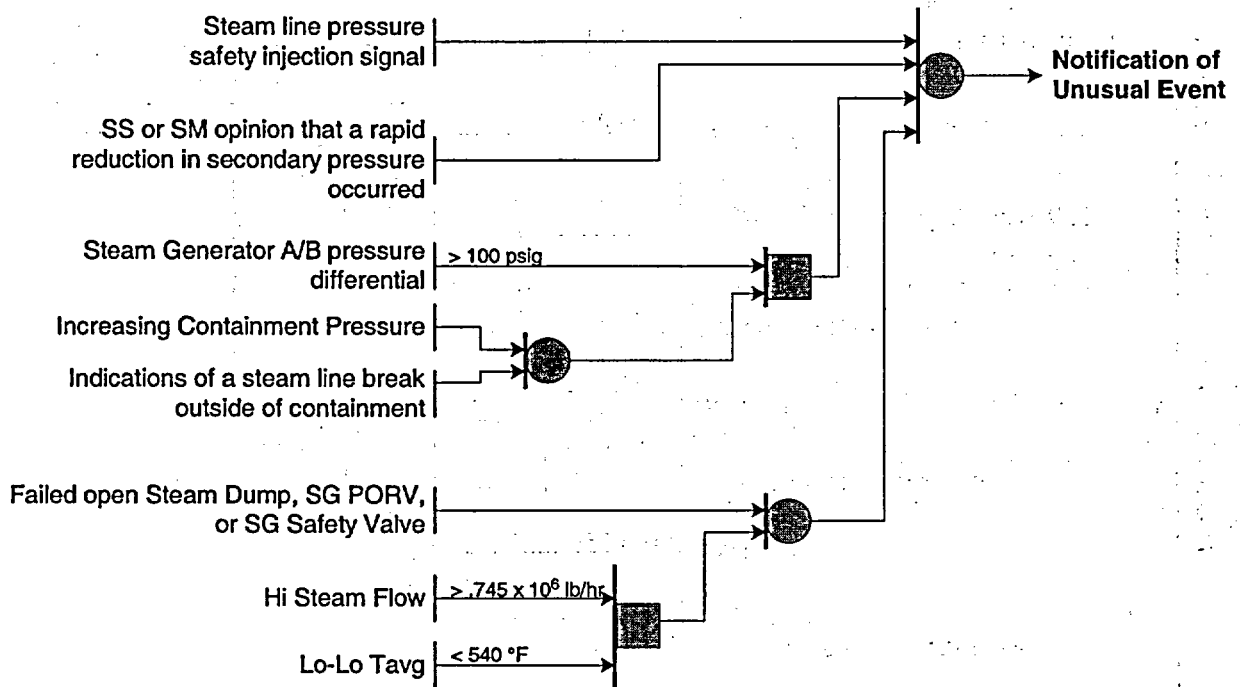 Steam line pressure
safety injection signal
Notification of
Unusual Event
SS or SM opinion that a rapid
reduction in secondary pressure
occurred
Steam Generator A/B pressure
differential
> 100 psig
Increasing Containment Pressure
Indications of a steam line break
outside of containment
Failed open Steam Dump, SG PORV,
or SG Safety Valve
Hi Steam Flow
> .745 x 10⁶ lb/hr
Lo-Lo Tavg
< 540 °F